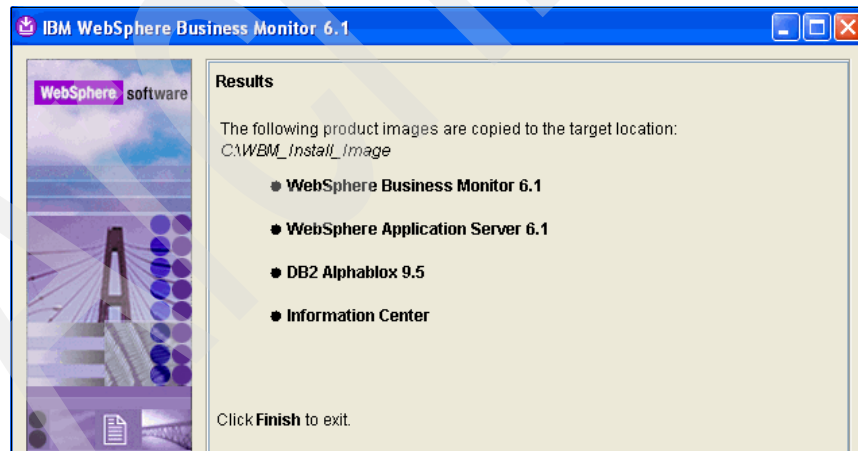 IBM WebSphere Business Monitor 6.1
WebSphere software
Results
The following product images are copied to the target location:
C:\WBM_Install_Image
WebSphere Business Monitor 6.1
WebSphere Application Server 6.1
DB2 Alphablox 9.5
Information Center
Click Finish to exit.